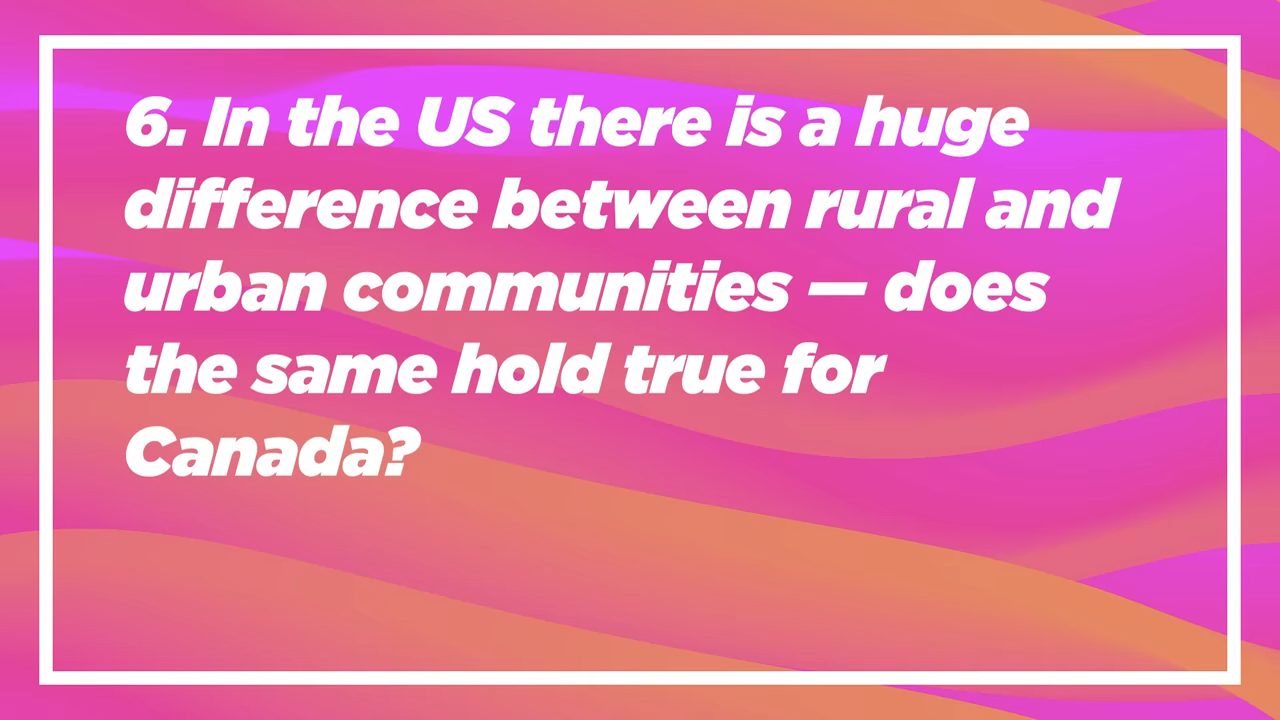 6. In the US there is a huge
difference between rural and
urban communities — does
the same hold true for
Canada?